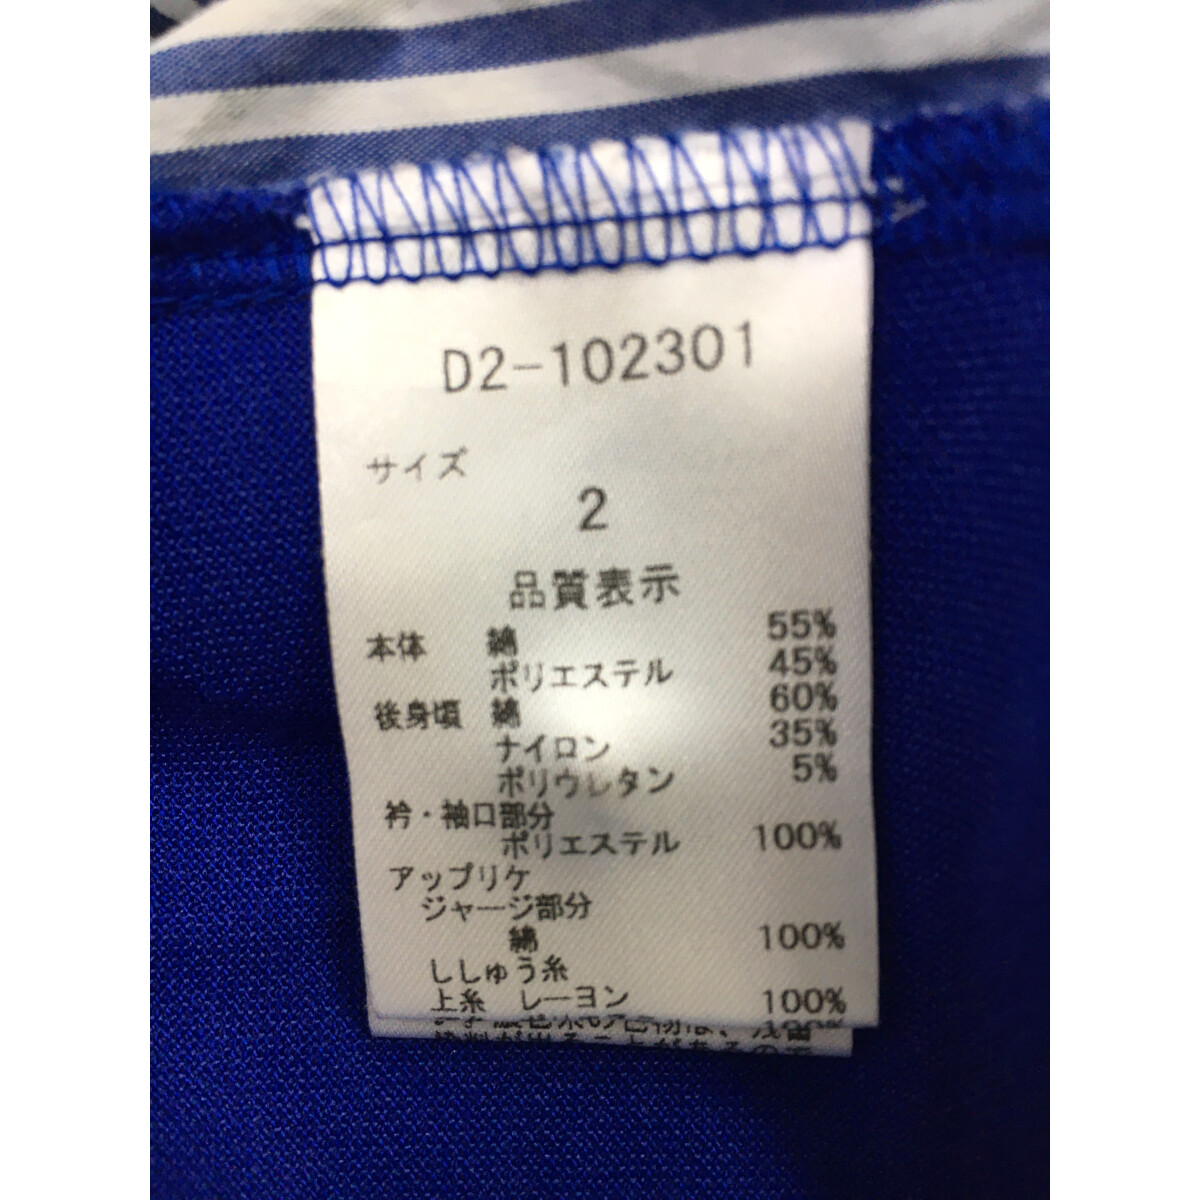 D2-102301
サイズ
2
品質表示
本体 綿 55%
ポリエステル 45%
後身頃 綿 60%
ナイロン 35%
ポリウレタン 5%
衿・袖口部分
ポリエステル 100%
アップリケ
ジャージ部分
綿 100%
ししゅう糸
上糸 レーヨン 100%